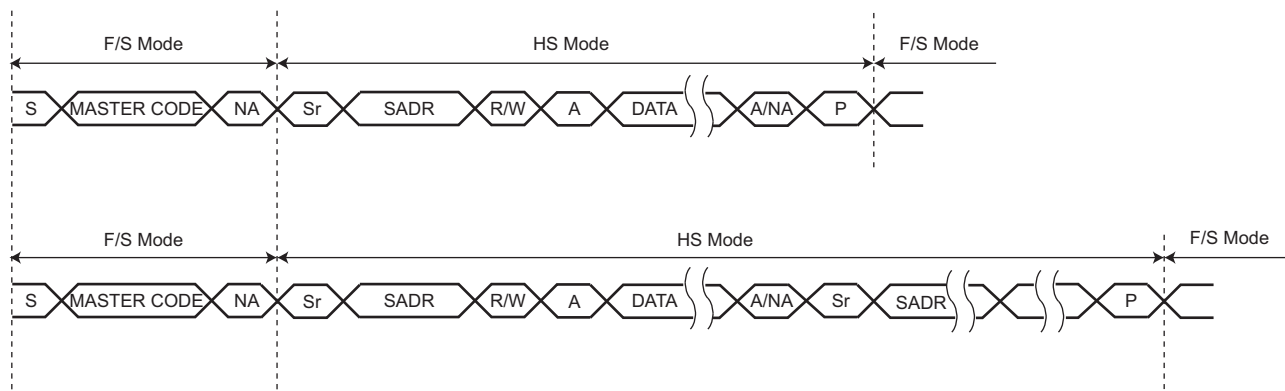 F/S Mode HS Mode F/S Mode
S MASTER CODE NA Sr SADR R/W A DATA A/NA P
F/S Mode HS Mode F/S Mode
S MASTER CODE NA Sr SADR R/W A DATA A/NA Sr SADR P